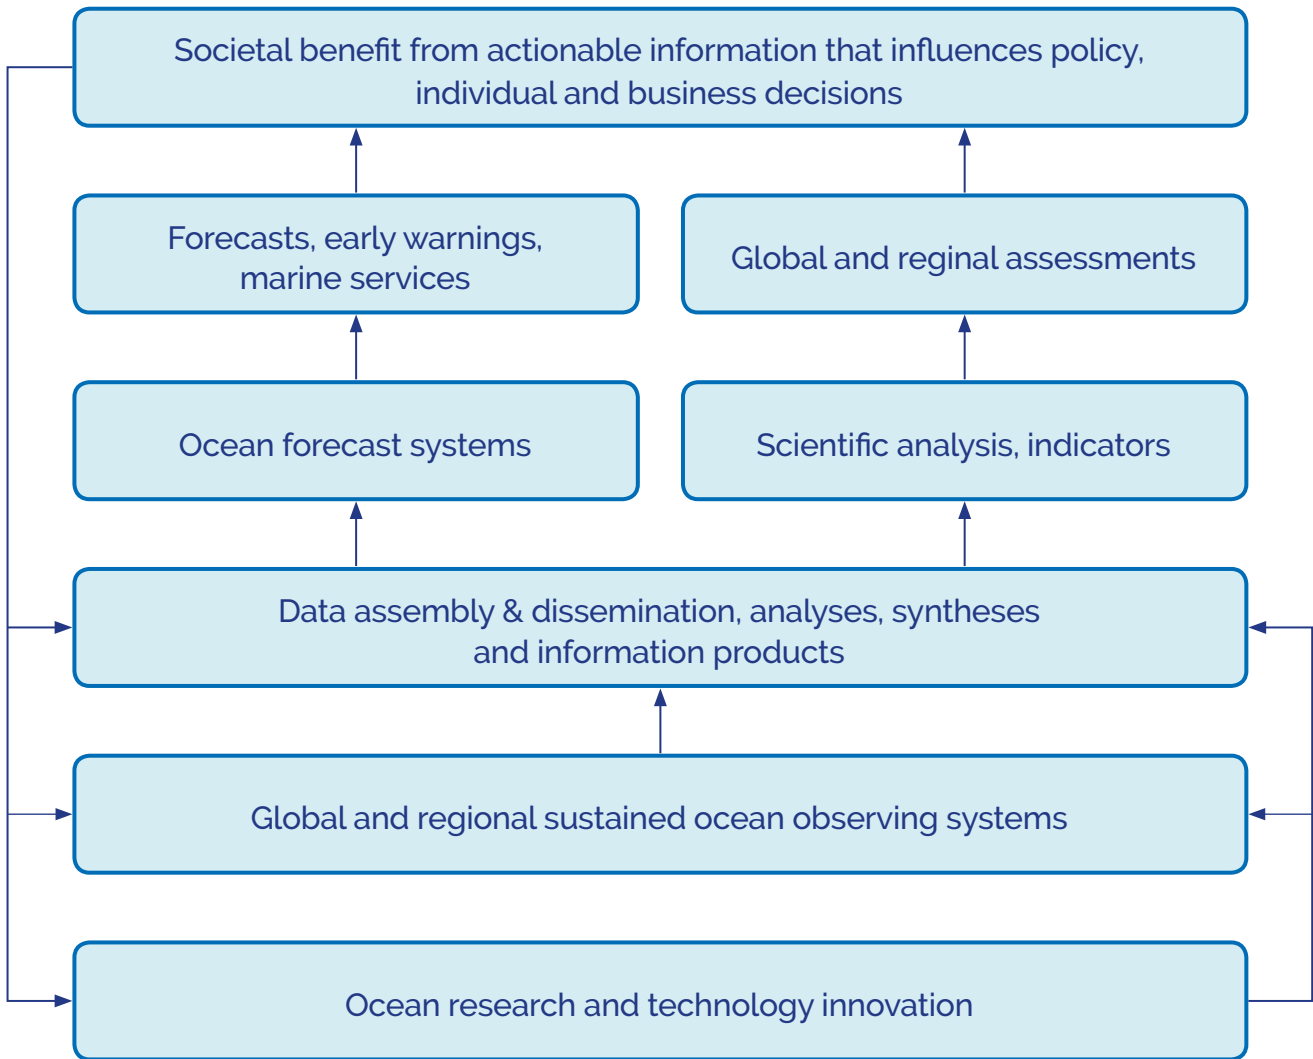 Societal benefit from actionable information that influences policy,
individual and business decisions
Forecasts, early warnings,
marine services
Global and reginal assessments
Ocean forecast systems
Scientific analysis, indicators
Data assembly & dissemination, analyses, syntheses
and information products
Global and regional sustained ocean observing systems
Ocean research and technology innovation